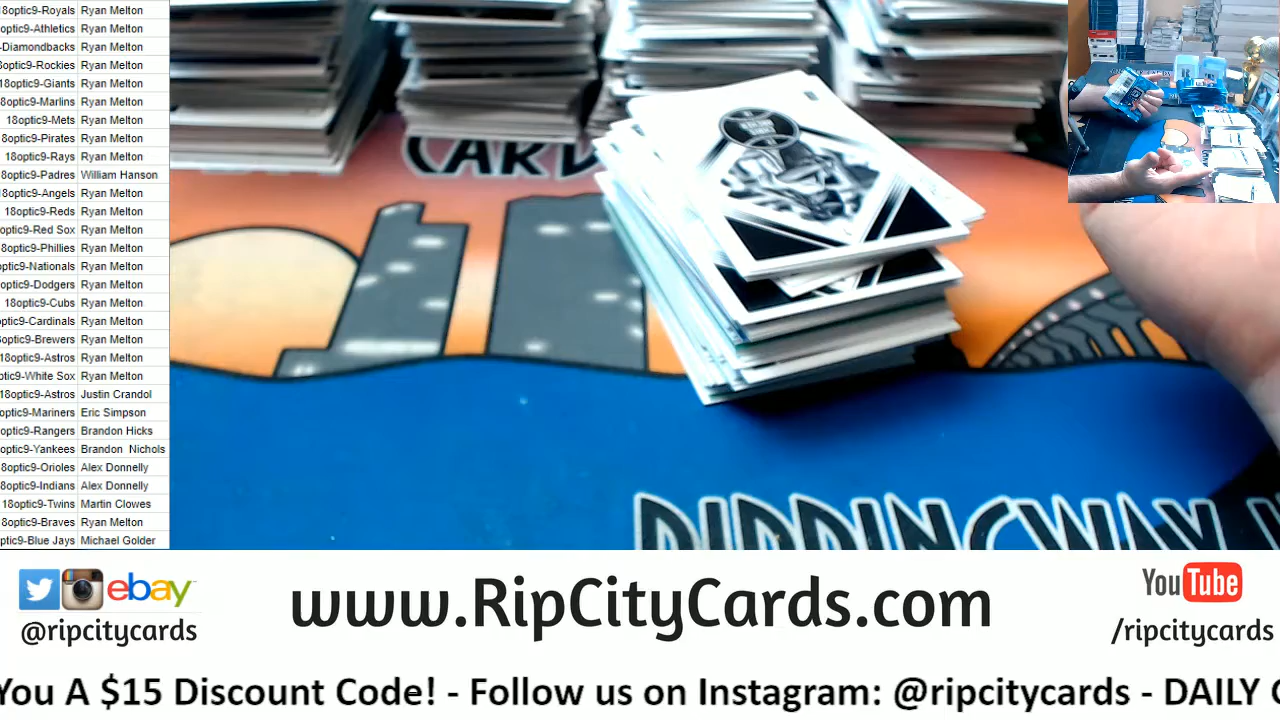 8optic9-Royals Ryan Melton
optic9-Athletics Ryan Melton
-Diamondbacks Ryan Melton
8optic9-Rockies Ryan Melton
18optic9-Giants Ryan Melton
8optic9-Marlins Ryan Melton
18optic9-Mets Ryan Melton
8optic9-Pirates Ryan Melton
18optic9-Rays Ryan Melton
8optic9-Padres William Hanson
18optic9-Angels Ryan Melton
18optic9-Reds Ryan Melton
optic9-Red Sox Ryan Melton
8optic9-Phillies Ryan Melton
optic9-Nationals Ryan Melton
optic9-Dodgers Ryan Melton
18optic9-Cubs Ryan Melton
optic9-Cardinals Ryan Melton
8optic9-Brewers Ryan Melton
18optic9-Astros Ryan Melton
ptic9-White Sox Ryan Melton
18optic9-Astros Justin Crandol
optic9-Mariners Eric Simpson
optic9-Rangers Brandon Hicks
optic9-Yankees Brandon Nichols
8optic9-Orioles Alex Donnelly
8optic9-Indians Alex Donnelly
18optic9-Twins Martin Clowes
8optic9-Braves Ryan Melton
ptic9-Blue Jays Michael Golder
CARD
RIPPINGWAX
ebay
@ripcitycards
www.RipCityCards.com
YouTube
/ripcitycards
You A $15 Discount Code! - Follow us on Instagram: @ripcitycards - DAILY